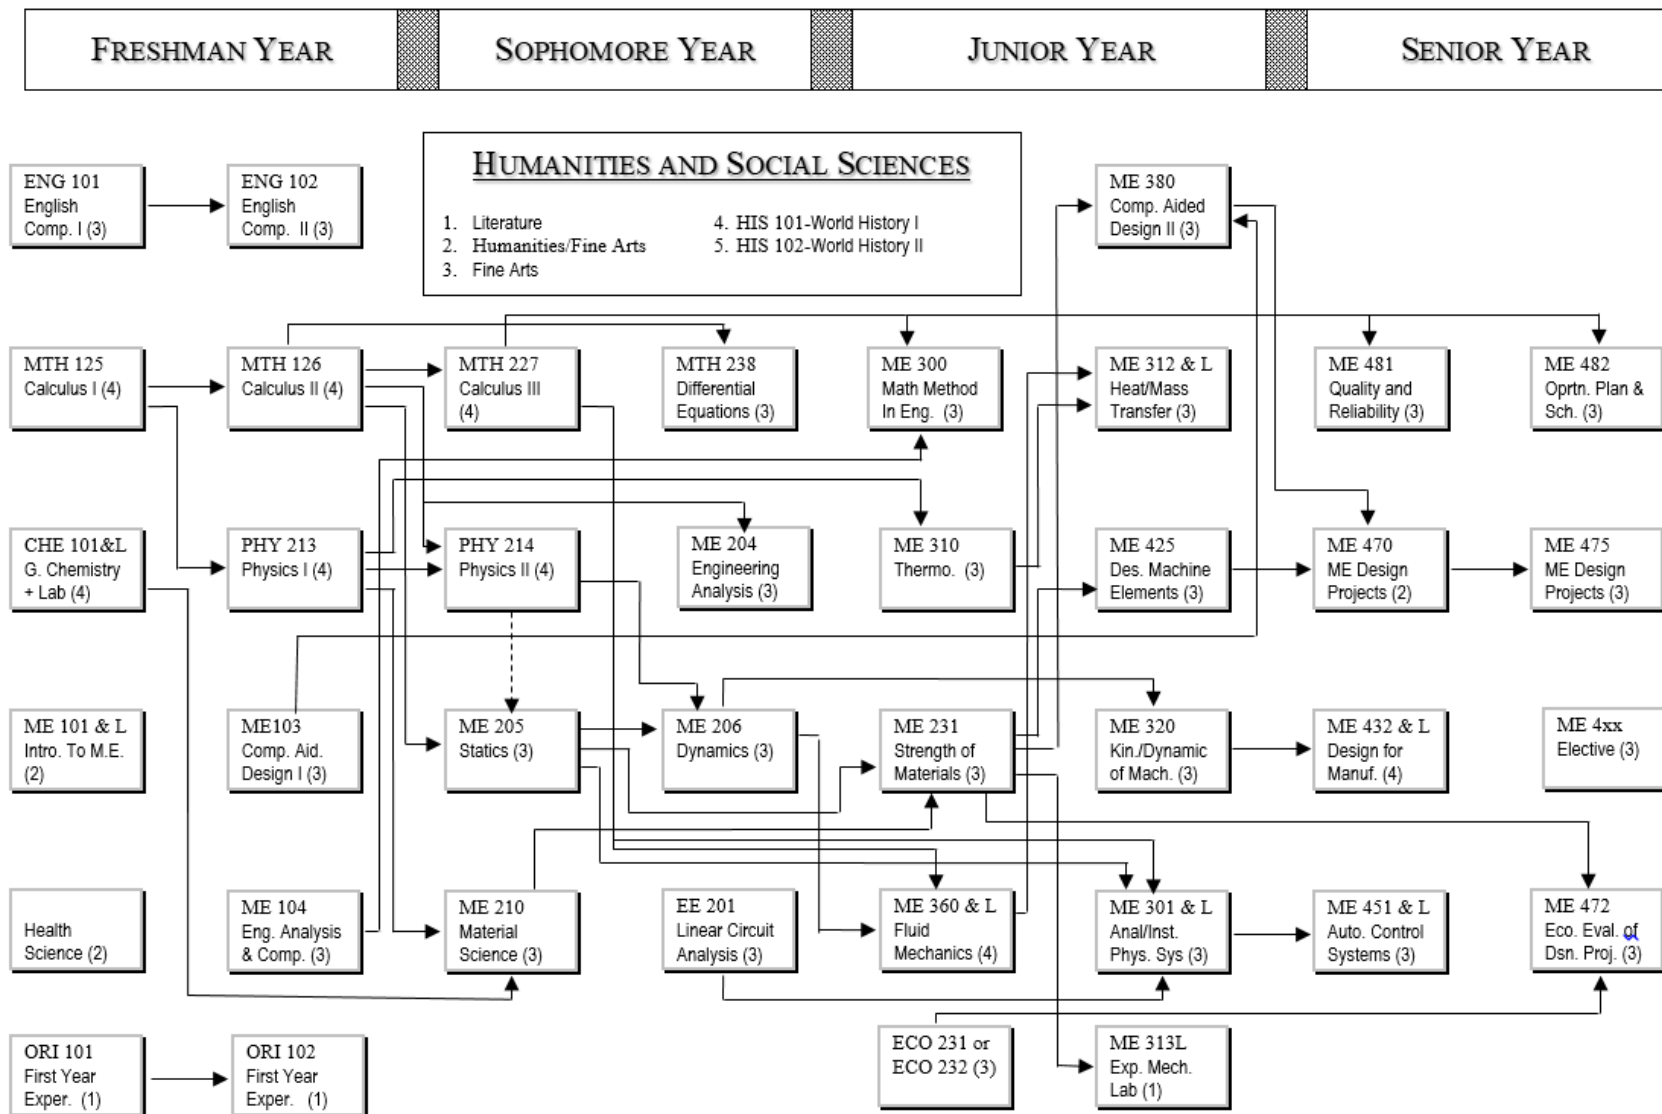 FRESHMAN YEAR
SOPHOMORE YEAR
JUNIOR YEAR
SENIOR YEAR
HUMANITIES AND SOCIAL SCIENCES
1. Literature
2. Humanities/Fine Arts
3. Fine Arts
4. HIS 101-World History I
5. HIS 102-World History II
ENG 101
English
Comp. I (3)
ENG 102
English
Comp. II (3)
ME 380
Comp. Aided
Design II (3)
MTH 125
Calculus I (4)
MTH 126
Calculus II (4)
MTH 227
Calculus III
(4)
MTH 238
Differential
Equations (3)
ME 300
Math Method
In Eng. (3)
ME 312 & L
Heat/Mass
Transfer (3)
ME 481
Quality and
Reliability (3)
ME 482
Oprtn. Plan &
Sch. (3)
CHE 101&L
G. Chemistry
+ Lab (4)
PHY 213
Physics I (4)
PHY 214
Physics II (4)
ME 204
Engineering
Analysis (3)
ME 310
Thermo. (3)
ME 425
Des. Machine
Elements (3)
ME 470
ME Design
Projects (2)
ME 475
ME Design
Projects (3)
ME 101 & L
Intro. To M.E.
(2)
ME103
Comp. Aid.
Design I (3)
ME 205
Statics (3)
ME 206
Dynamics (3)
ME 231
Strength of
Materials (3)
ME 320
Kin./Dynamic
of Mach. (3)
ME 432 & L
Design for
Manuf. (4)
ME 4xx
Elective (3)
Health
Science (2)
ME 104
Eng. Analysis
& Comp. (3)
ME 210
Material
Science (3)
EE 201
Linear Circuit
Analysis (3)
ME 360 & L
Fluid
Mechanics (4)
ME 301 & L
Anal/Inst.
Phys. Sys (3)
ME 451 & L
Auto. Control
Systems (3)
ME 472
Eco. Eval. of
Dsn. Proj. (3)
ORI 101
First Year
Exper. (1)
ORI 102
First Year
Exper. (1)
ECO 231 or
ECO 232 (3)
ME 313L
Exp. Mech.
Lab (1)